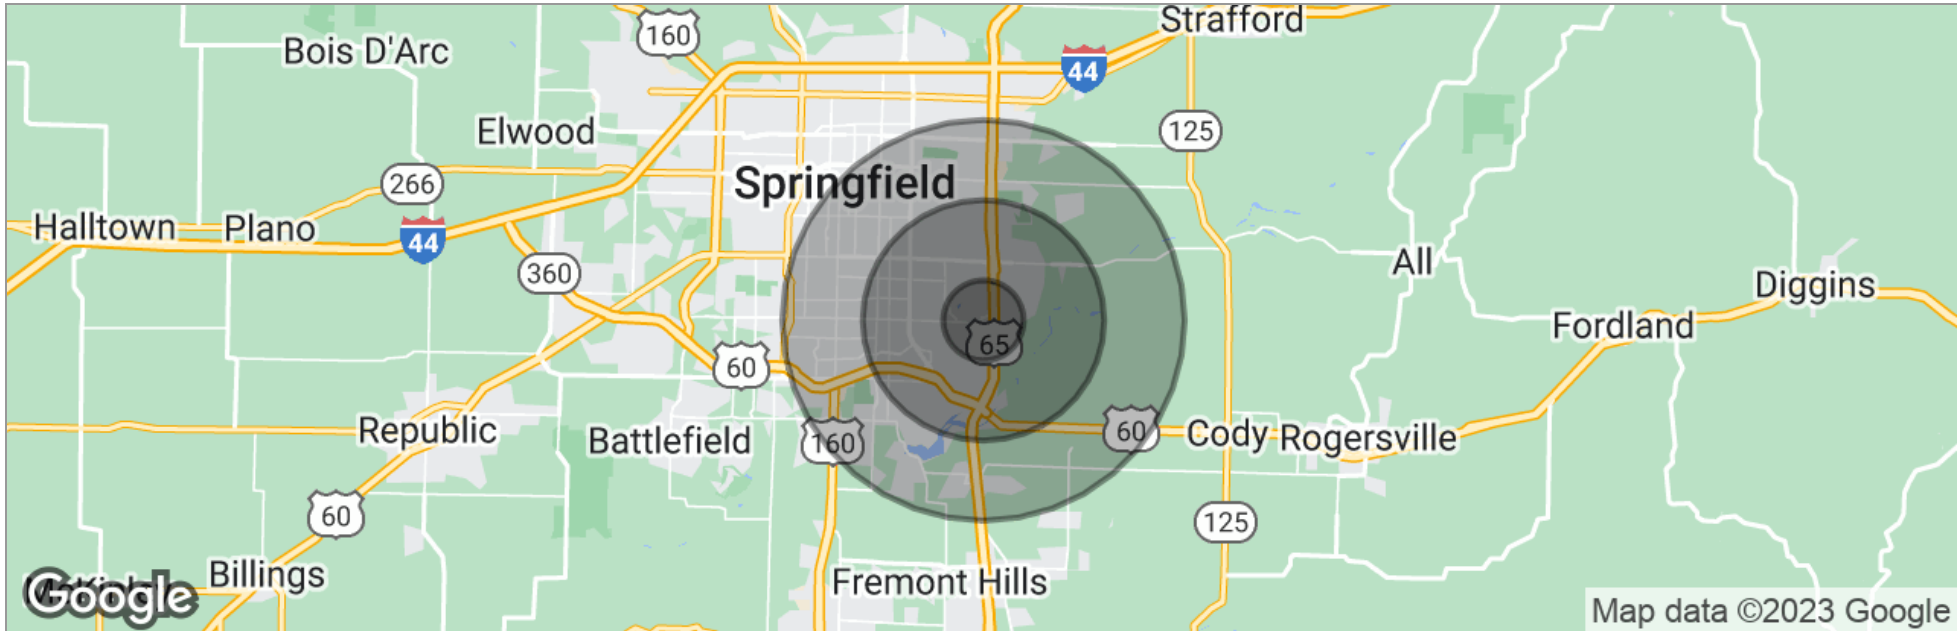 Strafford
160
Bois D'Arc
44
Elwood
125
266
Springfield
Halltown
Plano
44
360
All
Diggins
Fordland
65
60
Republic
Battlefield
160
60
Cody
Rogersville
60
125
Billings
Fremont Hills
Google
Map data ©2023 Google